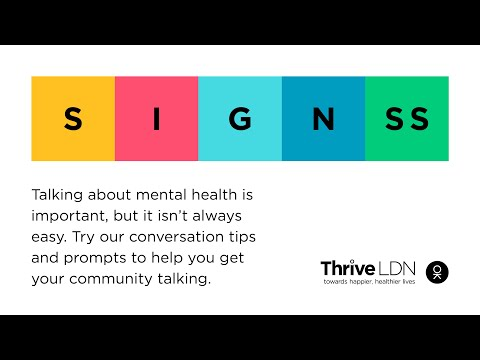 S I G N SS
Talking about mental health is
important, but it isn't always
easy. Try our conversation tips
and prompts to help you get
your community talking.
Thrive LDN
towards happier, healthier lives
OK